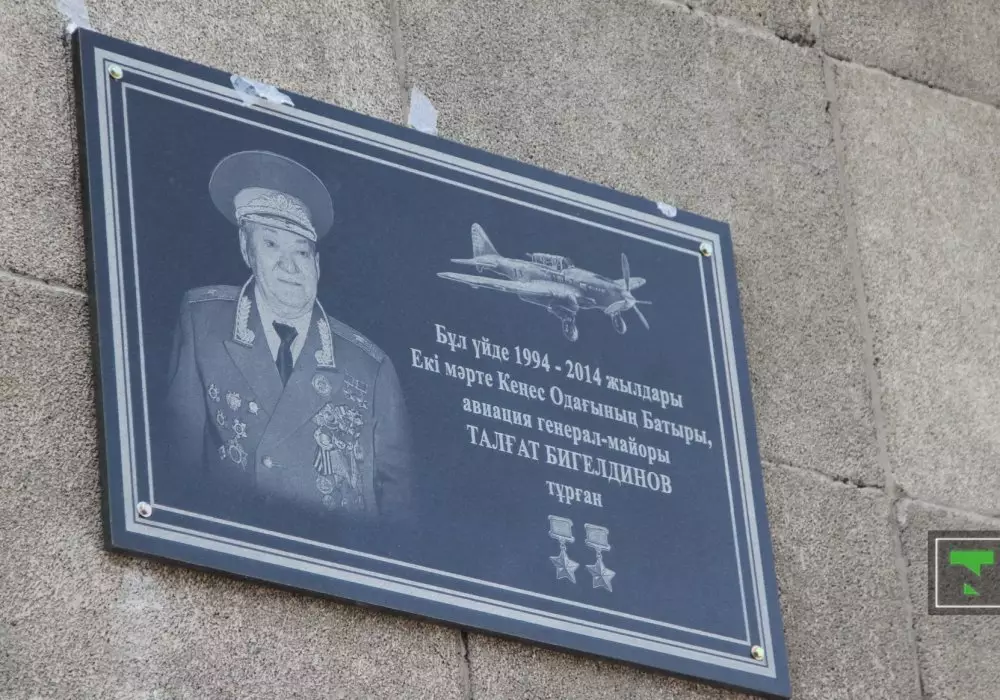 Бұл үйде 1994 - 2014 жылдары
Екі мәрте Кеңес Одағының Батыры,
авиация генерал-майоры
ТАЛҒАТ БИГЕЛДИНОВ
тұрған